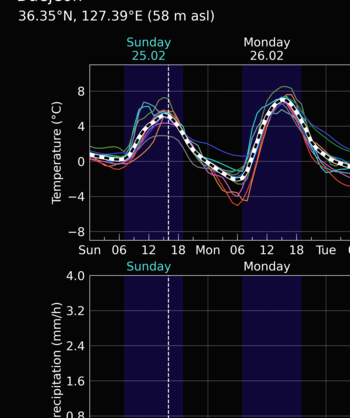 36.35°N, 127.39°E (58 m asl)
Sunday Monday
25.02 26.02
Temperature (°C)
8
4
0
−4
−8
Sun 06 12 18 Mon 06 12 18 Tue
Sunday Monday
recipitation (mm/h)
4.0
3.2
2.4
1.6
0.8